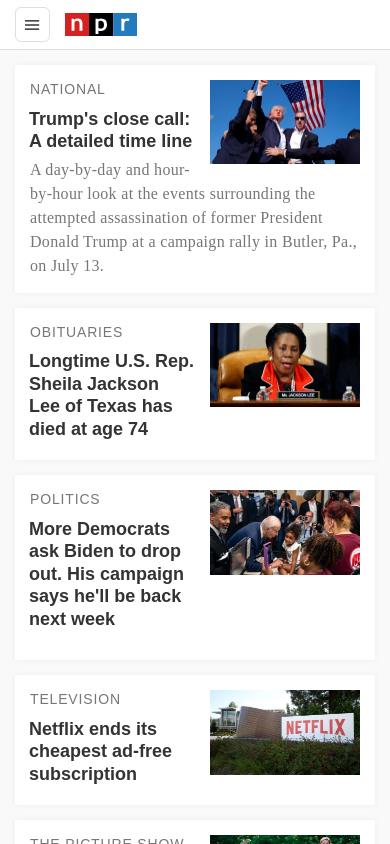 npr
NATIONAL
Trump's close call:
A detailed time line
A day-by-day and hour-
by-hour look at the events surrounding the
attempted assassination of former President
Donald Trump at a campaign rally in Butler, Pa.,
on July 13.
OBITUARIES
Longtime U.S. Rep.
Sheila Jackson
Lee of Texas has
died at age 74
Ms. JACKSON LEE
POLITICS
More Democrats
ask Biden to drop
out. His campaign
says he'll be back
next week
TELEVISION
Netflix ends its
cheapest ad-free
subscription
NETFLIX
THE PICTURE SHOW